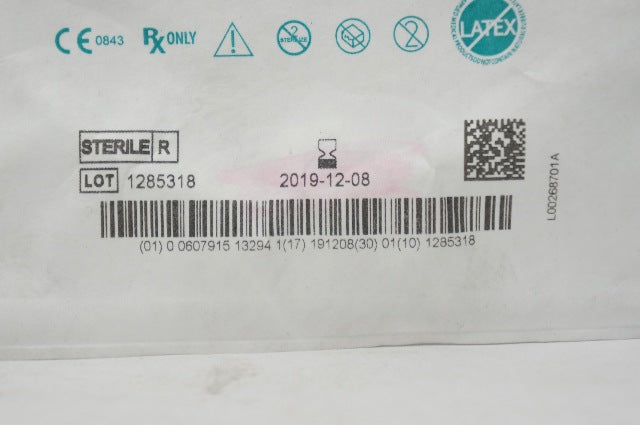 CE 0843 Rx ONLY
LATEX
STERILE R
LOT 1285318
2019-12-08
L00268701A
(01) 0 0607915 13294 1(17) 191208(30) 01(10) 1285318